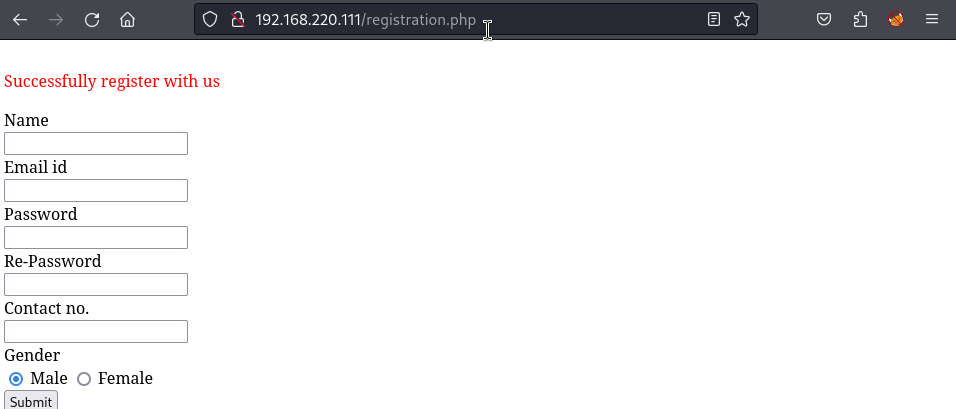 192.168.220.111/registration.php
Successfully register with us
Name
Email id
Password
Re-Password
Contact no.
Gender
Male Female
Submit